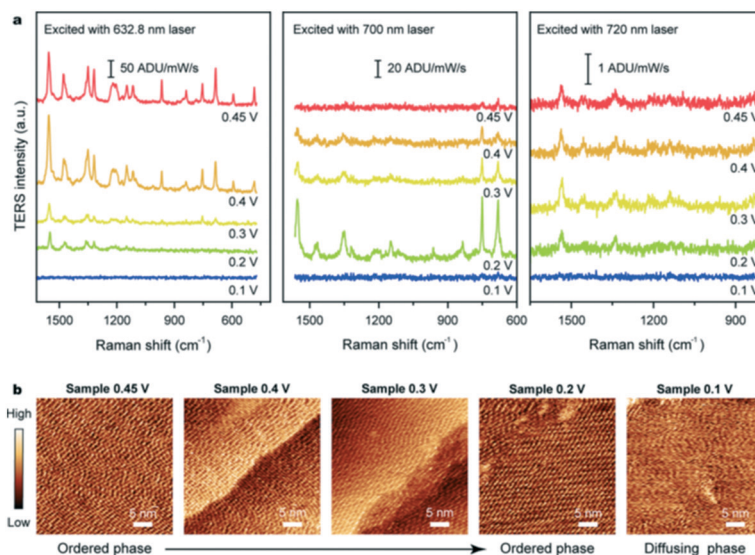 a
Excited with 632.8 nm laser
50 ADU/mW/s
0.45 V
0.4 V
0.3 V
0.2 V
0.1 V
TERS intensity (a.u.)
1500 1200 900 600
Raman shift (cm⁻¹)
Excited with 700 nm laser
20 ADU/mW/s
0.45 V
0.4 V
0.3 V
0.2 V
0.1 V
1500 1200 900 600
Raman shift (cm⁻¹)
Excited with 720 nm laser
1 ADU/mW/s
0.45 V
0.4 V
0.3 V
0.2 V
0.1 V
1500 1200 900
Raman shift (cm⁻¹)
b
Sample 0.45 V Sample 0.4 V Sample 0.3 V Sample 0.2 V Sample 0.1 V
High
Low
5 nm 5 nm 5 nm 5 nm 5 nm
Ordered phase Ordered phase Diffusing phase